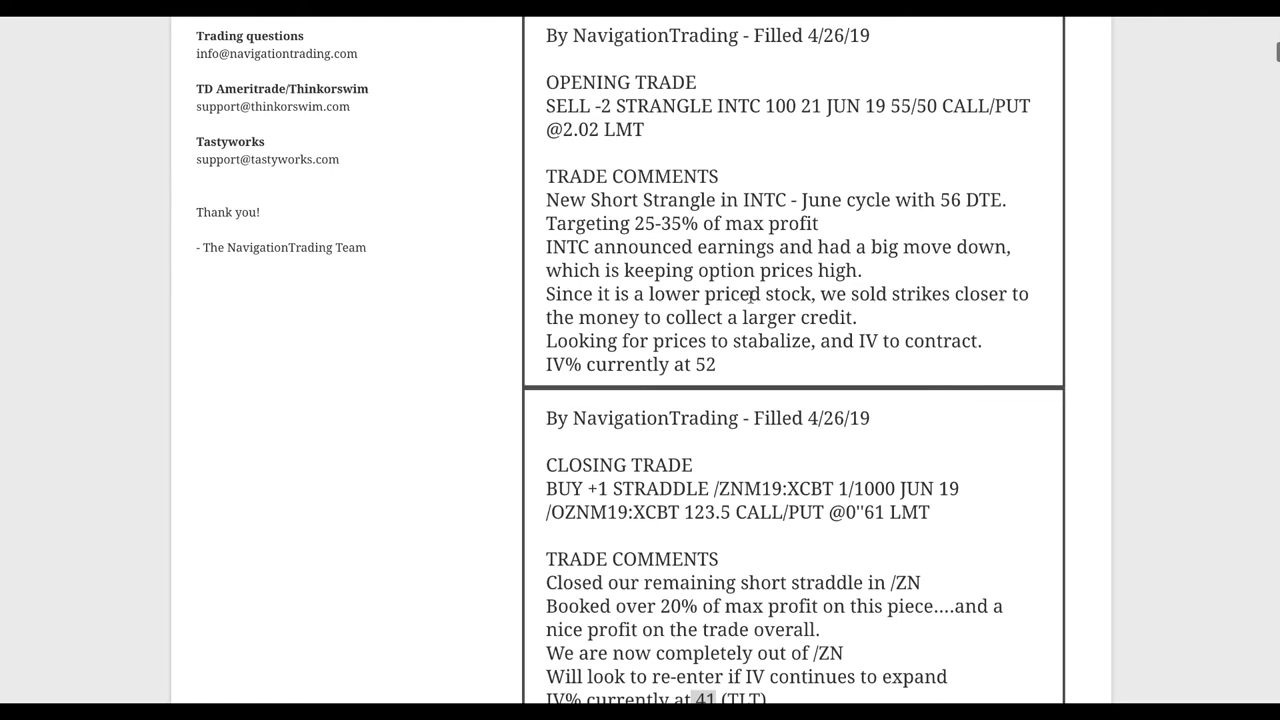 Trading questions
info@navigationtrading.com
TD Ameritrade/Thinkorswim
support@thinkorswim.com
Tastyworks
support@tastyworks.com
Thank you!
- The NavigationTrading Team
By NavigationTrading - Filled 4/26/19
OPENING TRADE
SELL -2 STRANGLE INTC 100 21 JUN 19 55/50 CALL/PUT
@2.02 LMT
TRADE COMMENTS
New Short Strangle in INTC - June cycle with 56 DTE.
Targeting 25-35% of max profit
INTC announced earnings and had a big move down,
which is keeping option prices high.
Since it is a lower priced stock, we sold strikes closer to
the money to collect a larger credit.
Looking for prices to stabalize, and IV to contract.
IV% currently at 52
By NavigationTrading - Filled 4/26/19
CLOSING TRADE
BUY +1 STRADDLE /ZNM19:XCBT 1/1000 JUN 19
/OZNM19:XCBT 123.5 CALL/PUT @0"61 LMT
TRADE COMMENTS
Closed our remaining short straddle in /ZN
Booked over 20% of max profit on this piece....and a
nice profit on the trade overall.
We are now completely out of /ZN
Will look to re-enter if IV continues to expand
IV% currently at 41 (TLT)